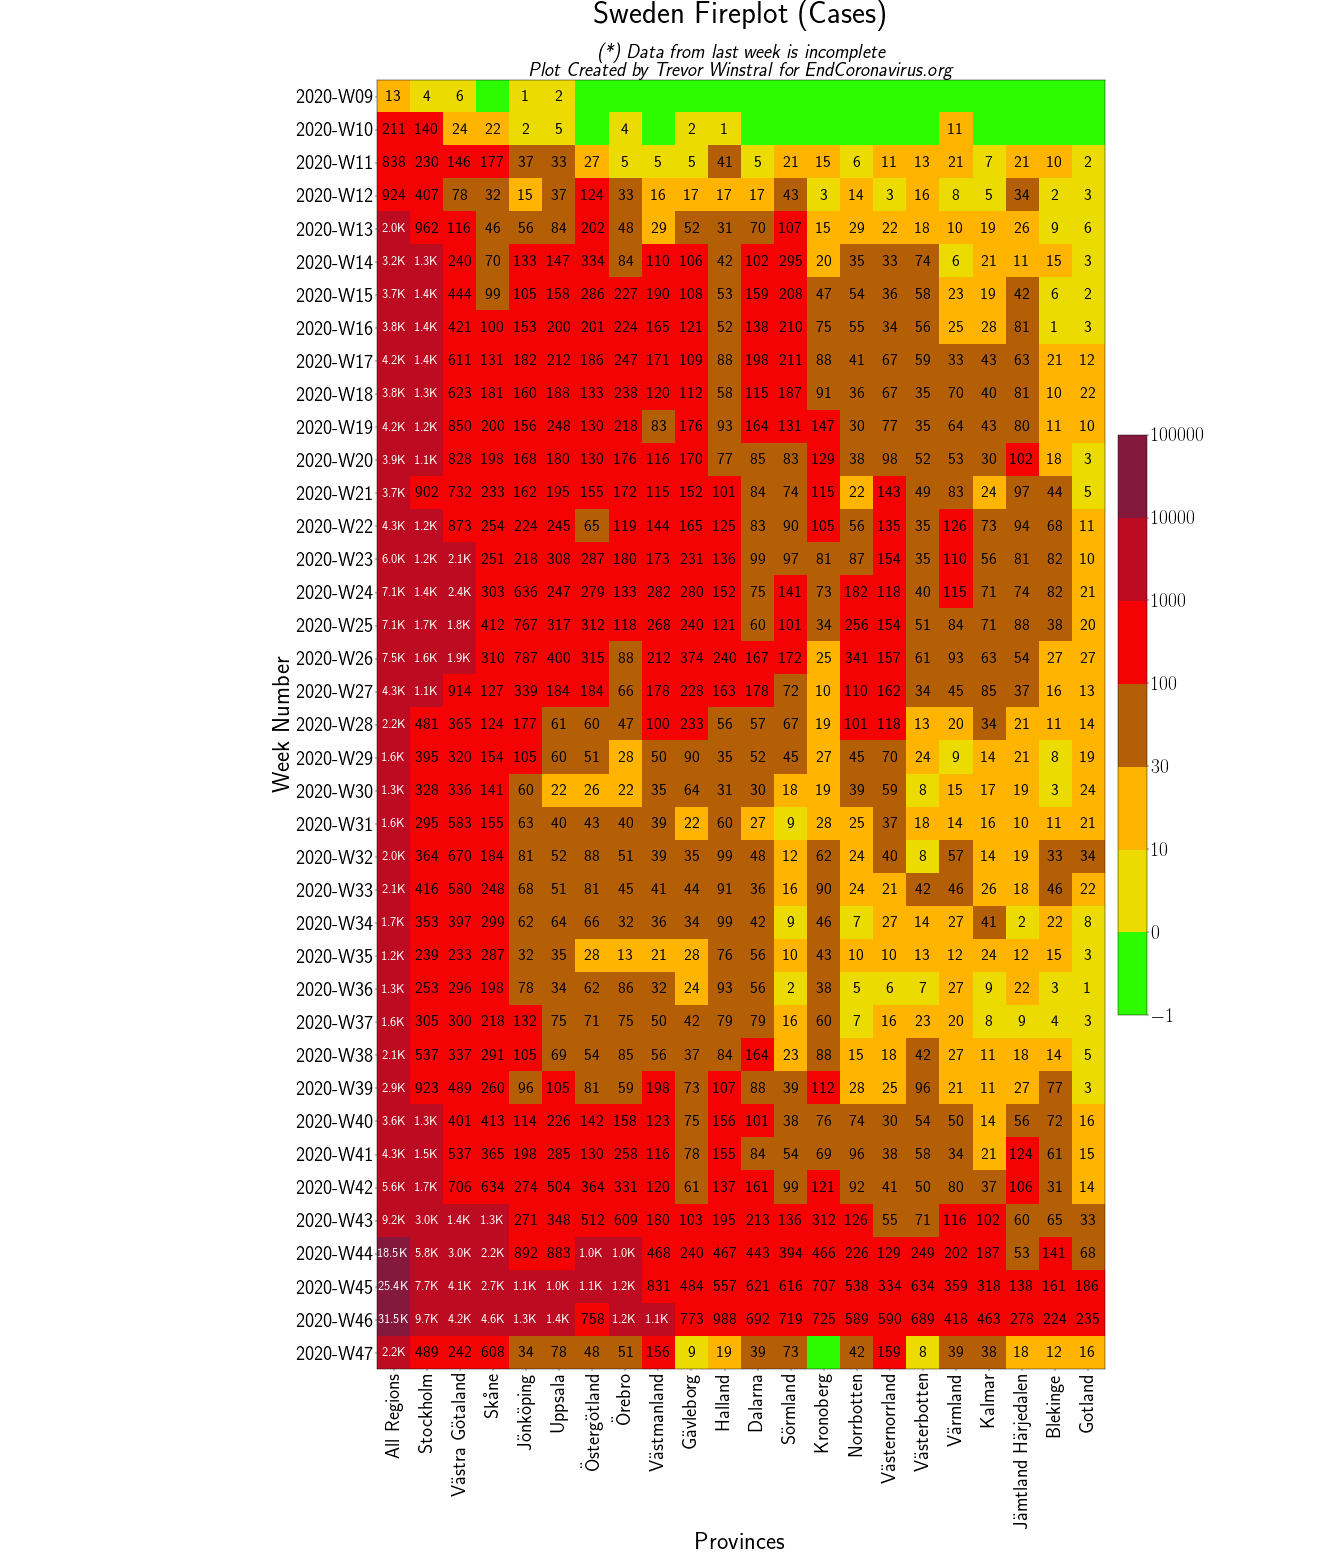 Sweden Fireplot (Cases)
(*) Data from last week is incomplete
Plot Created by Trevor Winstral for EndCoronavirus.org
2020-W09 13 4 6 1 2
2020-W10 211 140 24 22 2 5 4 2 1 11
2020-W11 838 230 146 177 37 33 27 5 5 5 41 5 21 15 6 11 13 21 7 21 10 2
2020-W12 924 407 78 32 15 37 124 33 16 17 17 17 43 3 14 3 16 8 5 34 2 3
2020-W13 2.0K 962 116 46 56 84 202 48 29 52 31 70 107 15 29 22 18 10 19 26 9 6
2020-W14 3.2K 1.3K 240 70 133 147 334 84 110 106 42 102 295 20 35 33 74 6 21 11 15 3
2020-W15 3.7K 1.4K 444 99 105 158 286 227 190 108 53 159 208 47 54 36 58 23 19 42 6 2
2020-W16 3.8K 1.4K 421 100 153 200 201 224 165 121 52 138 210 75 55 34 56 25 28 81 1 3
2020-W17 4.2K 1.4K 611 131 182 212 186 247 171 109 88 198 211 88 41 67 59 33 43 63 21 12
2020-W18 3.8K 1.3K 623 181 160 188 133 238 120 112 58 115 187 91 36 67 35 70 40 81 10 22
2020-W19 4.2K 1.2K 850 200 156 248 130 218 83 176 93 164 131 147 30 77 35 64 43 80 11 10
2020-W20 3.9K 1.1K 828 198 168 180 130 176 116 170 77 85 83 129 38 98 52 53 30 102 18 3
2020-W21 3.7K 902 732 233 162 195 155 172 115 152 101 84 74 115 22 143 49 83 24 97 44 5
2020-W22 4.3K 1.2K 873 254 224 245 65 119 144 165 125 83 90 105 56 135 35 126 73 94 68 11
2020-W23 6.0K 1.2K 2.1K 251 218 308 287 180 173 231 136 99 97 81 87 154 35 110 56 81 82 10
2020-W24 7.1K 1.4K 2.4K 303 636 247 279 133 282 280 152 75 141 73 182 118 40 115 71 74 82 21
2020-W25 7.1K 1.7K 1.8K 412 767 317 312 118 268 240 121 60 101 34 256 154 51 84 71 88 38 20
2020-W26 7.5K 1.6K 1.9K 310 787 400 315 88 212 374 240 167 172 25 341 157 61 93 63 54 27 27
2020-W27 4.3K 1.1K 914 127 339 184 184 66 178 228 163 178 72 10 110 162 34 45 85 37 16 13
2020-W28 2.2K 481 365 124 177 61 60 47 100 233 56 57 67 19 101 118 13 20 34 21 11 14
2020-W29 1.6K 395 320 154 105 60 51 28 50 90 35 52 45 27 45 70 24 9 14 21 8 19
2020-W30 1.3K 328 336 141 60 22 26 22 35 64 31 30 18 19 39 59 8 15 17 19 3 24
2020-W31 1.6K 295 583 155 63 40 43 40 39 22 60 27 9 28 25 37 18 14 16 10 11 21
2020-W32 2.0K 364 670 184 81 52 88 51 39 35 99 48 12 62 24 40 8 57 14 19 33 34
2020-W33 2.1K 416 580 248 68 51 81 45 41 44 91 36 16 90 24 21 42 46 26 18 46 22
2020-W34 1.7K 353 397 299 62 64 66 32 36 34 99 42 9 46 7 27 14 27 41 2 22 8
2020-W35 1.2K 239 233 287 32 35 28 13 21 28 76 56 10 43 10 10 13 12 24 12 15 3
2020-W36 1.3K 253 296 198 78 34 62 86 32 24 93 56 2 38 5 6 7 27 9 22 3 1
2020-W37 1.6K 305 300 218 132 75 71 75 50 42 79 79 16 60 7 16 23 20 8 9 4 3
2020-W38 2.1K 537 337 291 105 69 54 85 56 37 84 164 23 88 15 18 42 27 11 18 14 5
2020-W39 2.9K 923 489 260 96 105 81 59 198 73 107 88 39 112 28 25 96 21 11 27 77 3
2020-W40 3.6K 1.3K 401 413 114 226 142 158 123 75 156 101 38 76 74 30 54 50 14 56 72 16
2020-W41 4.3K 1.5K 537 365 198 285 130 258 116 78 155 84 54 69 96 38 58 34 21 124 61 15
2020-W42 5.6K 1.7K 706 634 274 504 364 331 120 61 137 161 99 121 92 41 50 80 37 106 31 14
2020-W43 9.2K 3.0K 1.4K 1.3K 271 348 512 609 180 103 195 213 136 312 126 55 71 116 102 60 65 33
2020-W44 18.5K 5.8K 3.0K 2.2K 892 883 1.0K 1.0K 468 240 467 443 394 466 226 129 249 202 187 53 141 68
2020-W45 25.4K 7.7K 4.1K 2.7K 1.1K 1.0K 1.1K 1.2K 831 484 557 621 616 707 538 334 634 359 318 138 161 186
2020-W46 31.5K 9.7K 4.2K 4.6K 1.3K 1.4K 758 1.2K 1.1K 773 988 692 719 725 589 590 689 418 463 278 224 235
2020-W47 2.2K 489 242 608 34 78 48 51 156 9 19 39 73 42 159 8 39 38 18 12 16
Week Number
All Regions
Stockholm
Västra Götaland
Skåne
Jönköping
Uppsala
Östergötland
Örebro
Västmanland
Gävleborg
Halland
Dalarna
Sörmland
Kronoberg
Norrbotten
Västernorrland
Västerbotten
Värmland
Kalmar
Jämtland Härjedalen
Blekinge
Gotland
Provinces
100000
10000
1000
100
30
10
0
−1